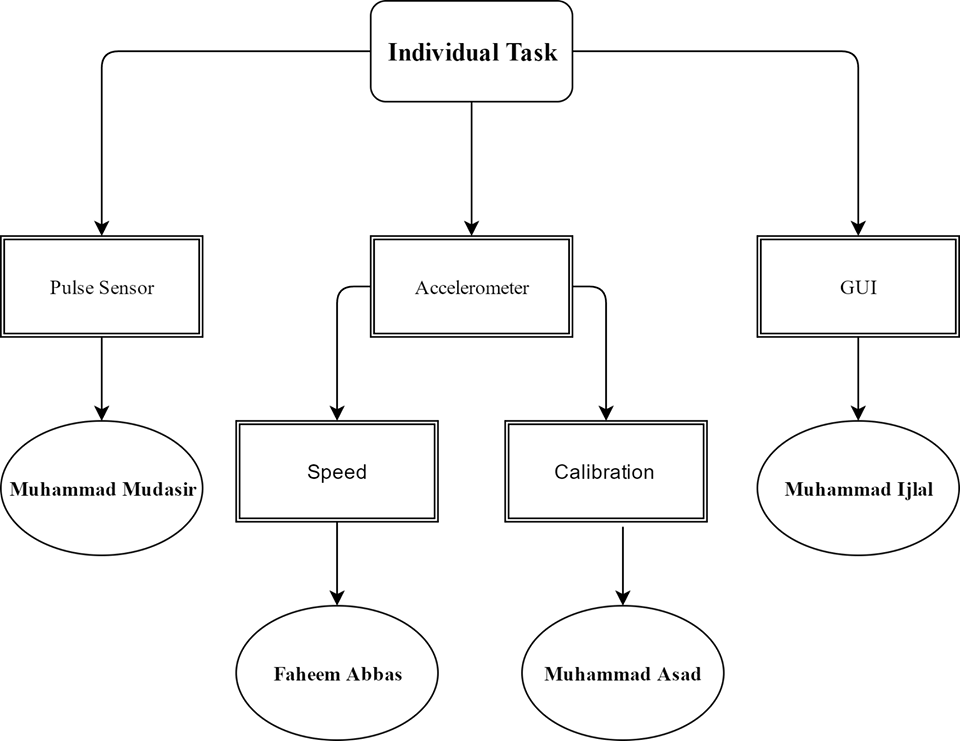 Individual Task
Pulse Sensor
Accelerometer
GUI
Speed
Calibration
Muhammad Mudasir
Muhammad Ijlal
Faheem Abbas
Muhammad Asad